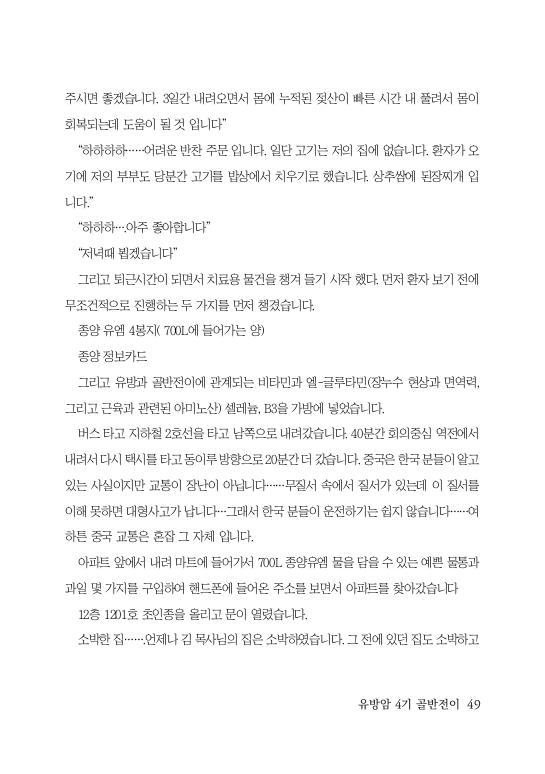 주시면 좋겠습니다. 3일간 내려오면서 몸에 누적된 젖산이 빠른 시간 내 풀려서 몸이
회복되는데 도움이 될 것 입니다”
“하하하하……어려운 반찬 주문 입니다. 일단 고기는 저의 집에 없습니다. 환자가 오
기에 저의 부부도 당분간 고기를 밥상에서 치우기로 했습니다. 상추쌈에 된장찌개 입
니다.”
“하하하….아주 좋아합니다”
“저녁때 뵙겠습니다”
그리고 퇴근시간이 되면서 치료용 물건을 챙겨 들기 시작 했다. 먼저 환자 보기 전에
무조건적으로 진행하는 두 가지를 먼저 챙겼습니다.
종양 유엠 4봉지( 700L에 들어가는 양)
종양 정보카드
그리고 유방과 골반전이에 관계되는 비타민과 엘-글루타민(장누수 현상과 면역력,
그리고 근육과 관련된 아미노산) 셀레늄, B3을 가방에 넣었습니다.
버스 타고 지하철 2호선을 타고 남쪽으로 내려갔습니다. 40분간 회의중심 역전에서
내려서 다시 택시를 타고 동이루 방향으로 20분간 더 갔습니다. 중국은 한국 분들이 알고
있는 사실이지만 교통이 장난이 아닙니다……무질서 속에서 질서가 있는데 이 질서를
이해 못하면 대형사고가 납니다…그래서 한국 분들이 운전하기는 쉽지 않습니다……여
하튼 중국 교통은 혼잡 그 자체 입니다.
아파트 앞에서 내려 마트에 들어가서 700L 종양유엠 물을 담을 수 있는 예쁜 물통과
과일 몇 가지를 구입하여 핸드폰에 들어온 주소를 보면서 아파트를 찾아갔습니다
12층 1201호 초인종을 올리고 문이 열렸습니다.
소박한 집…….언제나 김 목사님의 집은 소박하였습니다. 그 전에 있던 집도 소박하고
유방암 4기 골반전이 49